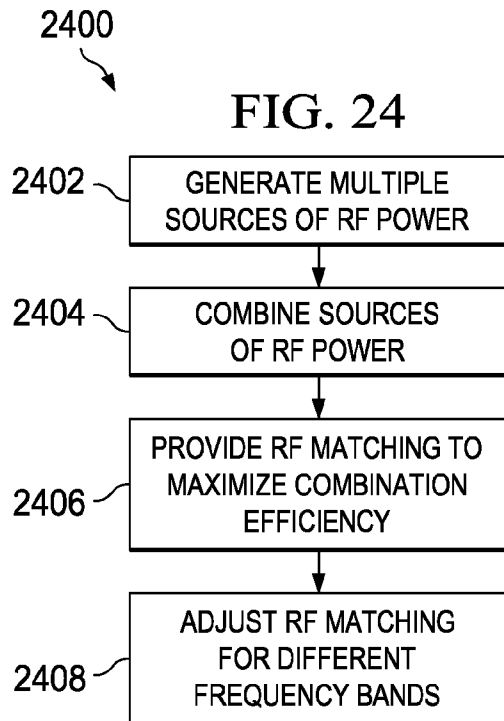 2400
FIG. 24
2402
GENERATE MULTIPLE
SOURCES OF RF POWER
2404
COMBINE SOURCES
OF RF POWER
2406
PROVIDE RF MATCHING TO
MAXIMIZE COMBINATION
EFFICIENCY
2408
ADJUST RF MATCHING
FOR DIFFERENT
FREQUENCY BANDS